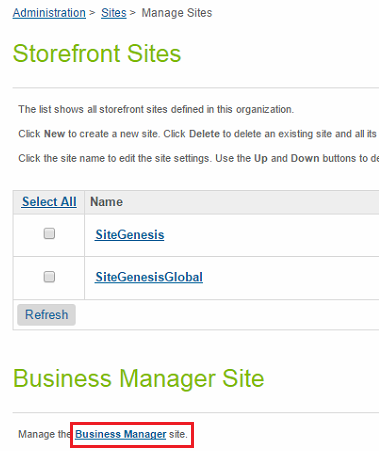 Administration > Sites > Manage Sites
Storefront Sites
The list shows all storefront sites defined in this organization.
Click New to create a new site. Click Delete to delete an existing site and all its
Click the site name to edit the site settings. Use the Up and Down buttons to de
Select All Name
SiteGenesis
SiteGenesisGlobal
Refresh
Business Manager Site
Manage the Business Manager site.